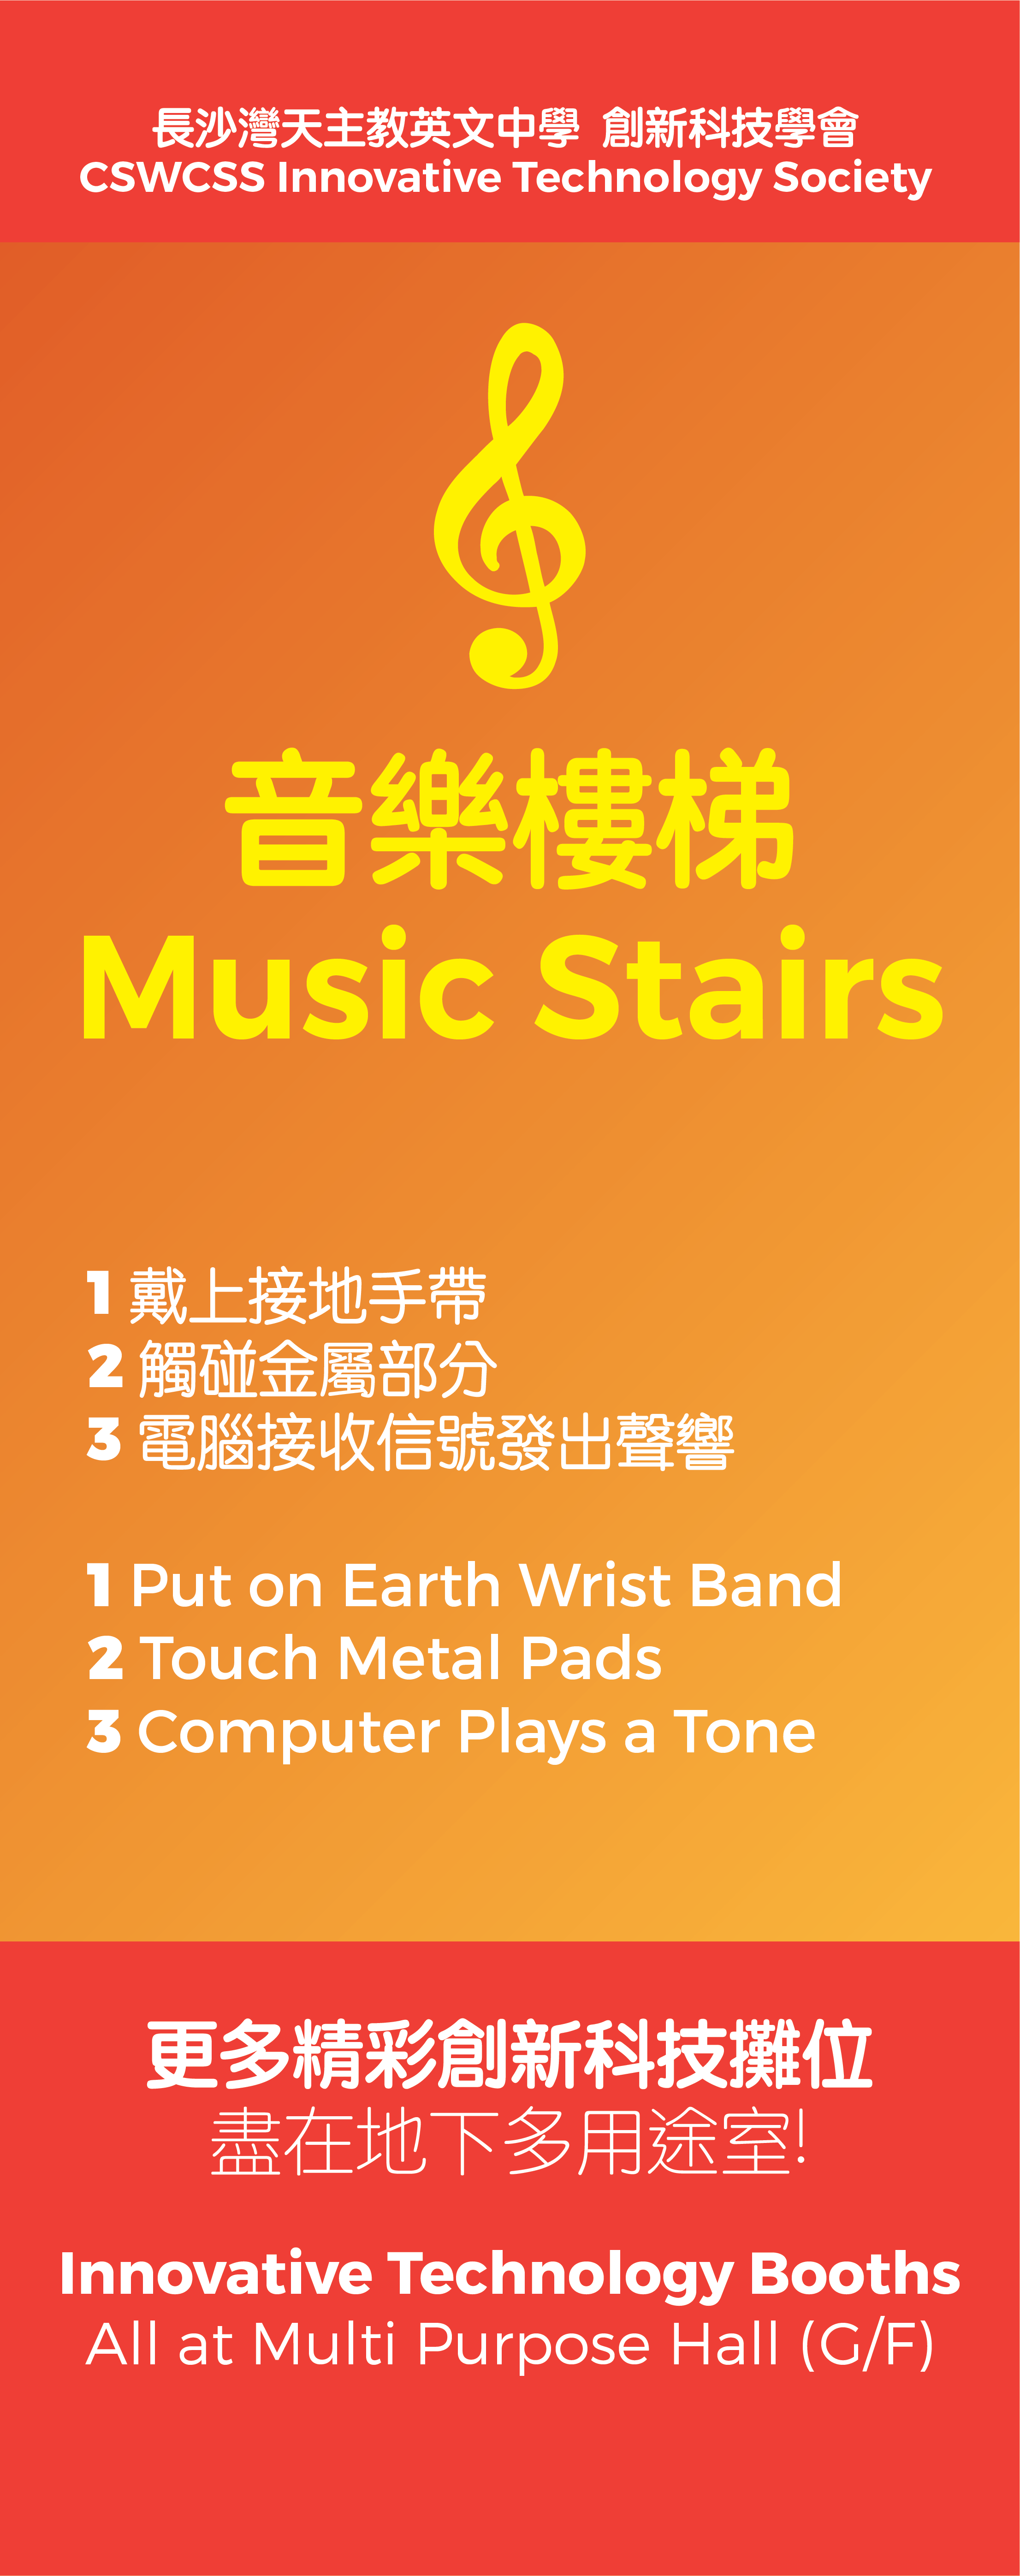 長沙灣天主教英文中學 創新科技學會
CSWCSS Innovative Technology Society
音樂樓梯
Music Stairs
1 戴上接地手帶
2 觸碰金屬部分
3 電腦接收信號發出聲響
1 Put on Earth Wrist Band
2 Touch Metal Pads
3 Computer Plays a Tone
更多精彩創新科技攤位
盡在地下多用途室!
Innovative Technology Booths
All at Multi Purpose Hall (G/F)